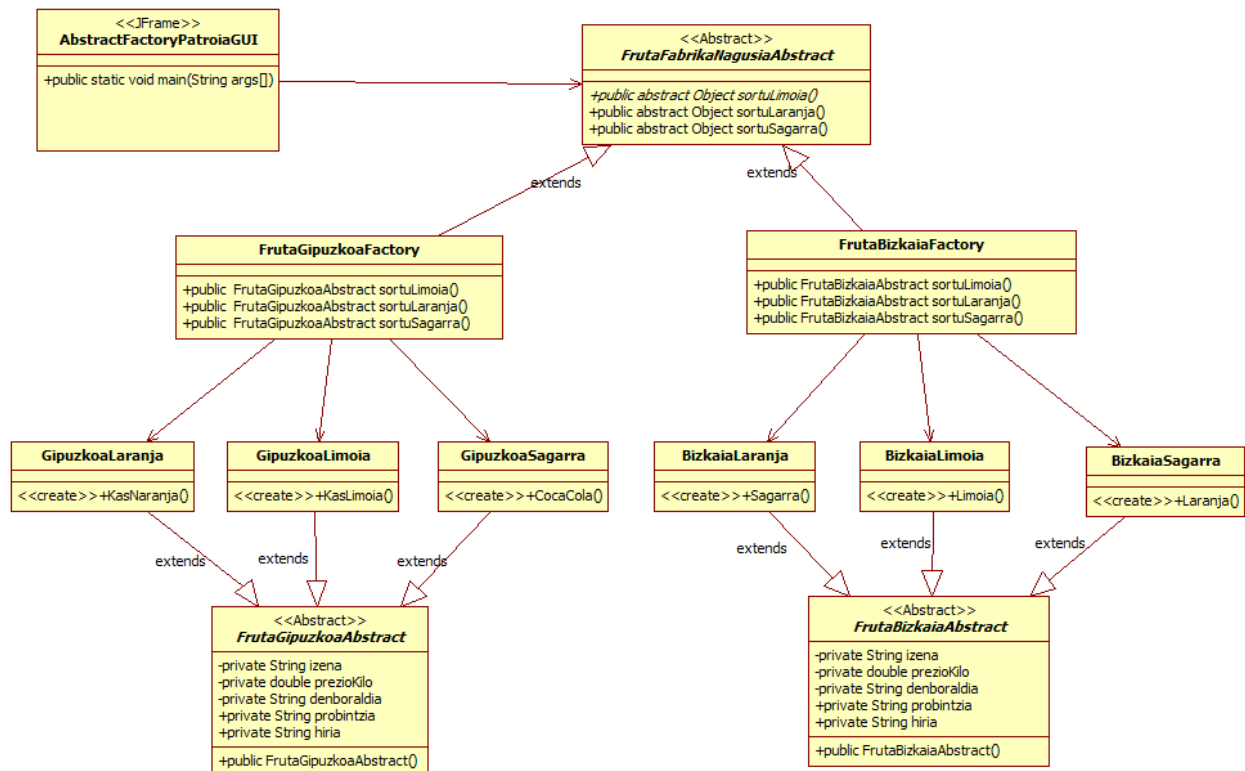 <<JFrame>>
AbstractFactoryPatroiaGUI
+public static void main(String args[])
<<Abstract>>
FrutaFabrikaNagusiaAbstract
+public abstract Object sortuLimoia()
+public abstract Object sortuLaranja()
+public abstract Object sortuSagarra()
extends
extends
FrutaGipuzkoaFactory
+public  FrutaGipuzkoaAbstract sortuLimoia()
+public  FrutaGipuzkoaAbstract sortuLaranja()
+public  FrutaGipuzkoaAbstract sortuSagarra()
FrutaBizkaiaFactory
+public FrutaBizkaiaAbstract sortuLimoia()
+public FrutaBizkaiaAbstract sortuLaranja()
+public FrutaBizkaiaAbstract sortuSagarra()
GipuzkoaLaranja
<<create>>+KasNaranja()
GipuzkoaLimoia
<<create>>+KasLimoia()
GipuzkoaSagarra
<<create>>+CocaCola()
BizkaiaLaranja
<<create>>+Sagarra()
BizkaiaLimoia
<<create>>+Limoia()
BizkaiaSagarra
<<create>>+Laranja()
extends
extends
extends
extends
extends
extends
<<Abstract>>
FrutaGipuzkoaAbstract
-private String izena
-private double prezioKilo
-private String denboraldia
+private String probintzia
+private String hiria
+public FrutaGipuzkoaAbstract()
<<Abstract>>
FrutaBizkaiaAbstract
-private String izena
-private double prezioKilo
-private String denboraldia
+private String probintzia
+private String hiria
+public FrutaBizkaiaAbstract()